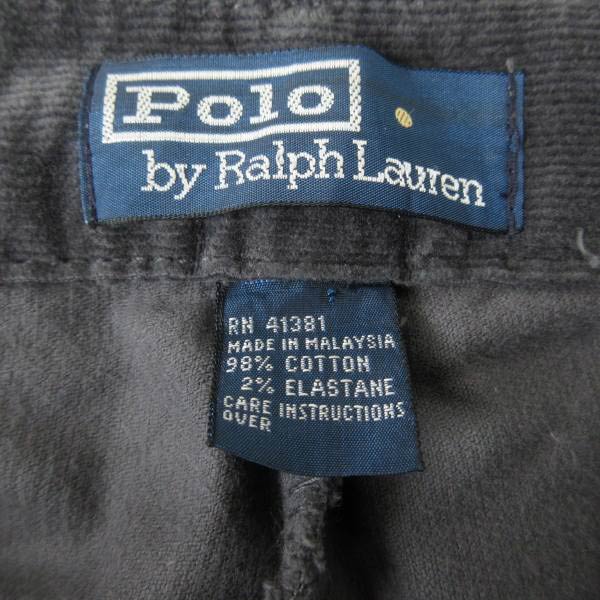 Polo
by Ralph Lauren
RN 41381
MADE IN MALAYSIA
98% COTTON
2% ELASTANE
CARE INSTRUCTIONS
OVER